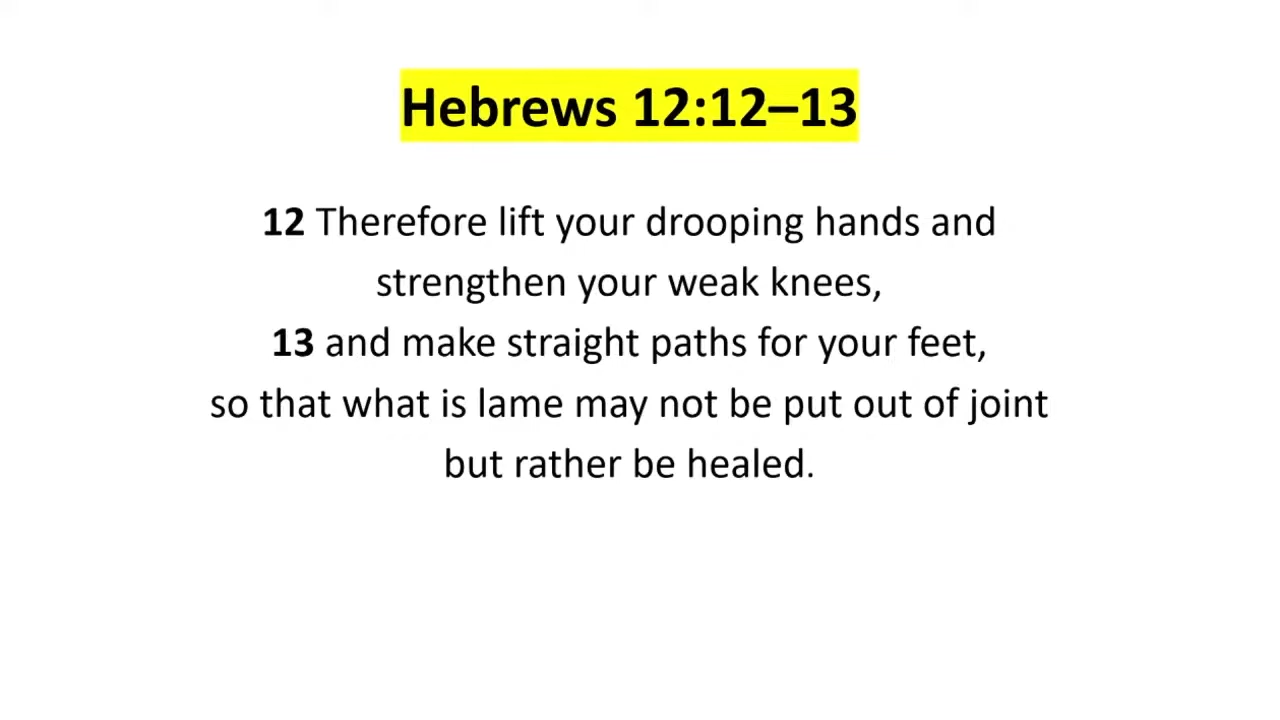 Hebrews 12:12–13
12 Therefore lift your drooping hands and
strengthen your weak knees,
13 and make straight paths for your feet,
so that what is lame may not be put out of joint
but rather be healed.